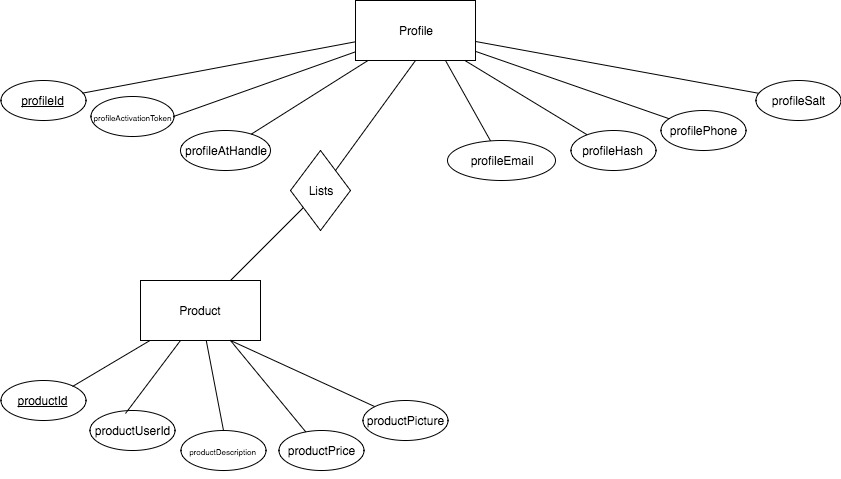 Profile
profileId
profileActivationToken
profileAtHandle
profileEmail
profileHash
profilePhone
profileSalt
Lists
Product
productId
productUserId
productDescription
productPrice
productPicture